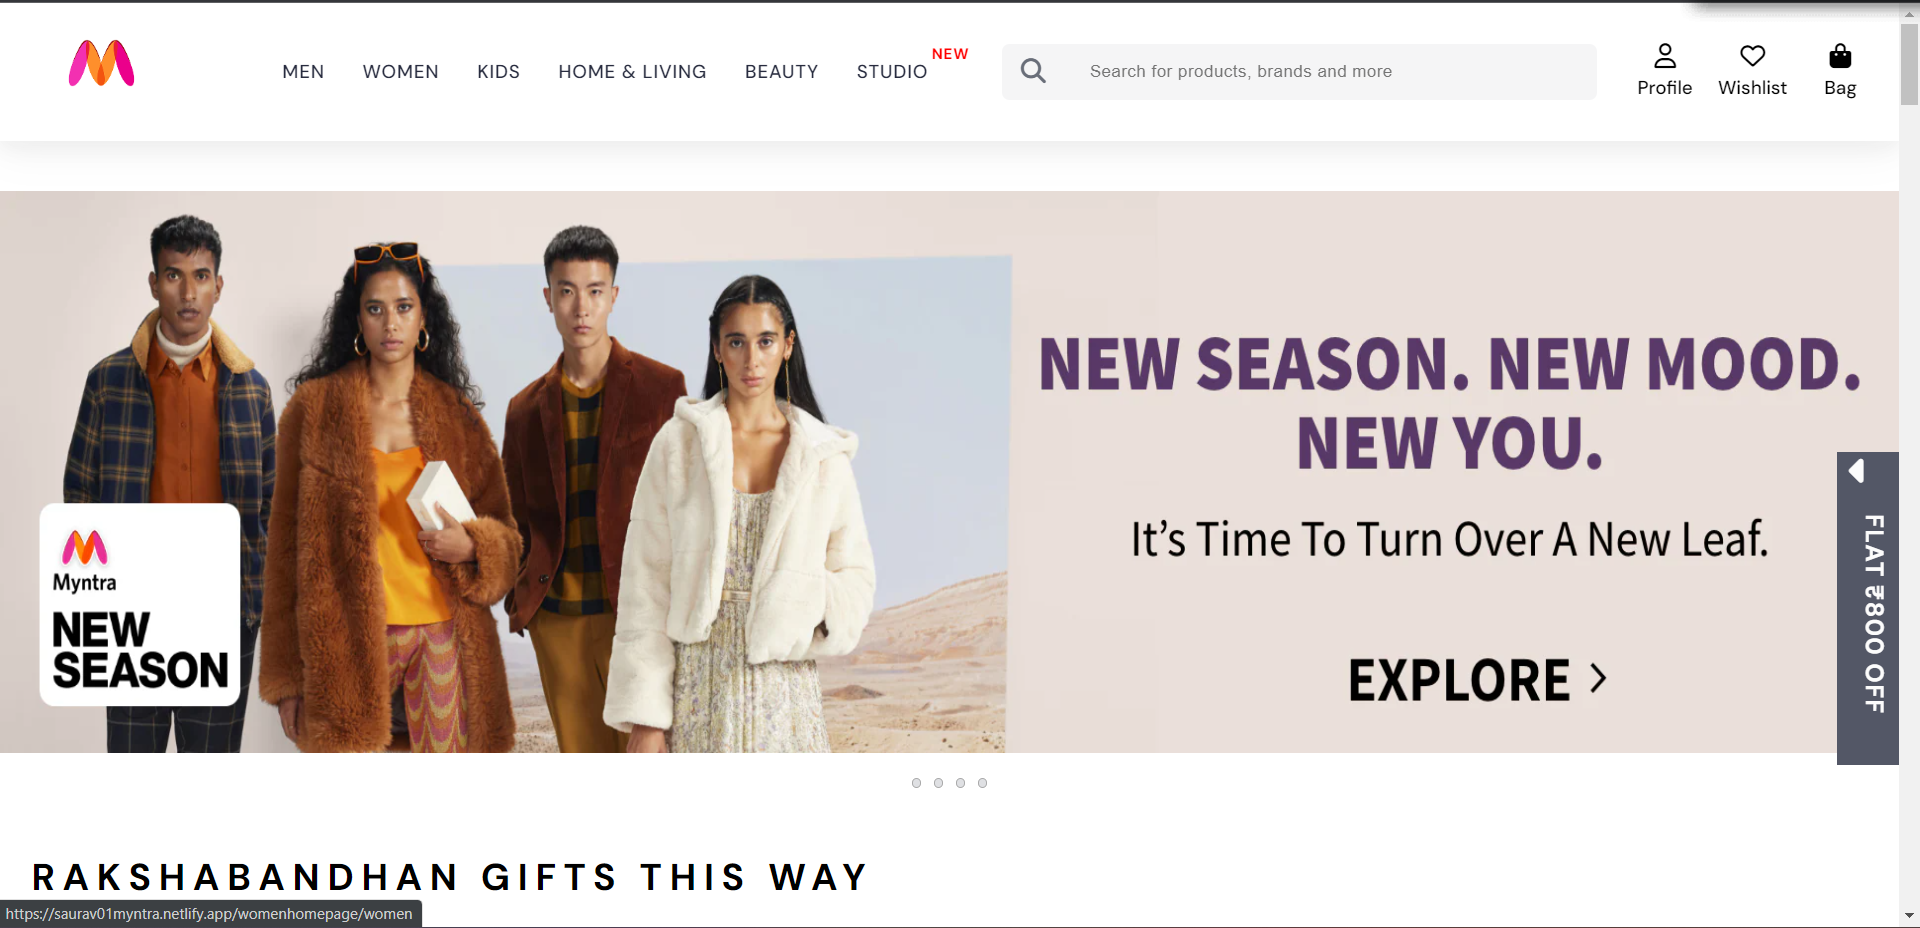 MEN WOMEN KIDS HOME & LIVING BEAUTY STUDIO NEW
Search for products, brands and more
Profile Wishlist Bag
NEW SEASON. NEW MOOD.
NEW YOU.
It’s Time To Turn Over A New Leaf.
EXPLORE >
Myntra
NEW
SEASON
FLAT ₹800 OFF
RAKSHABANDHAN GIFTS THIS WAY
https://saurav01myntra.netlify.app/womenhomepage/women